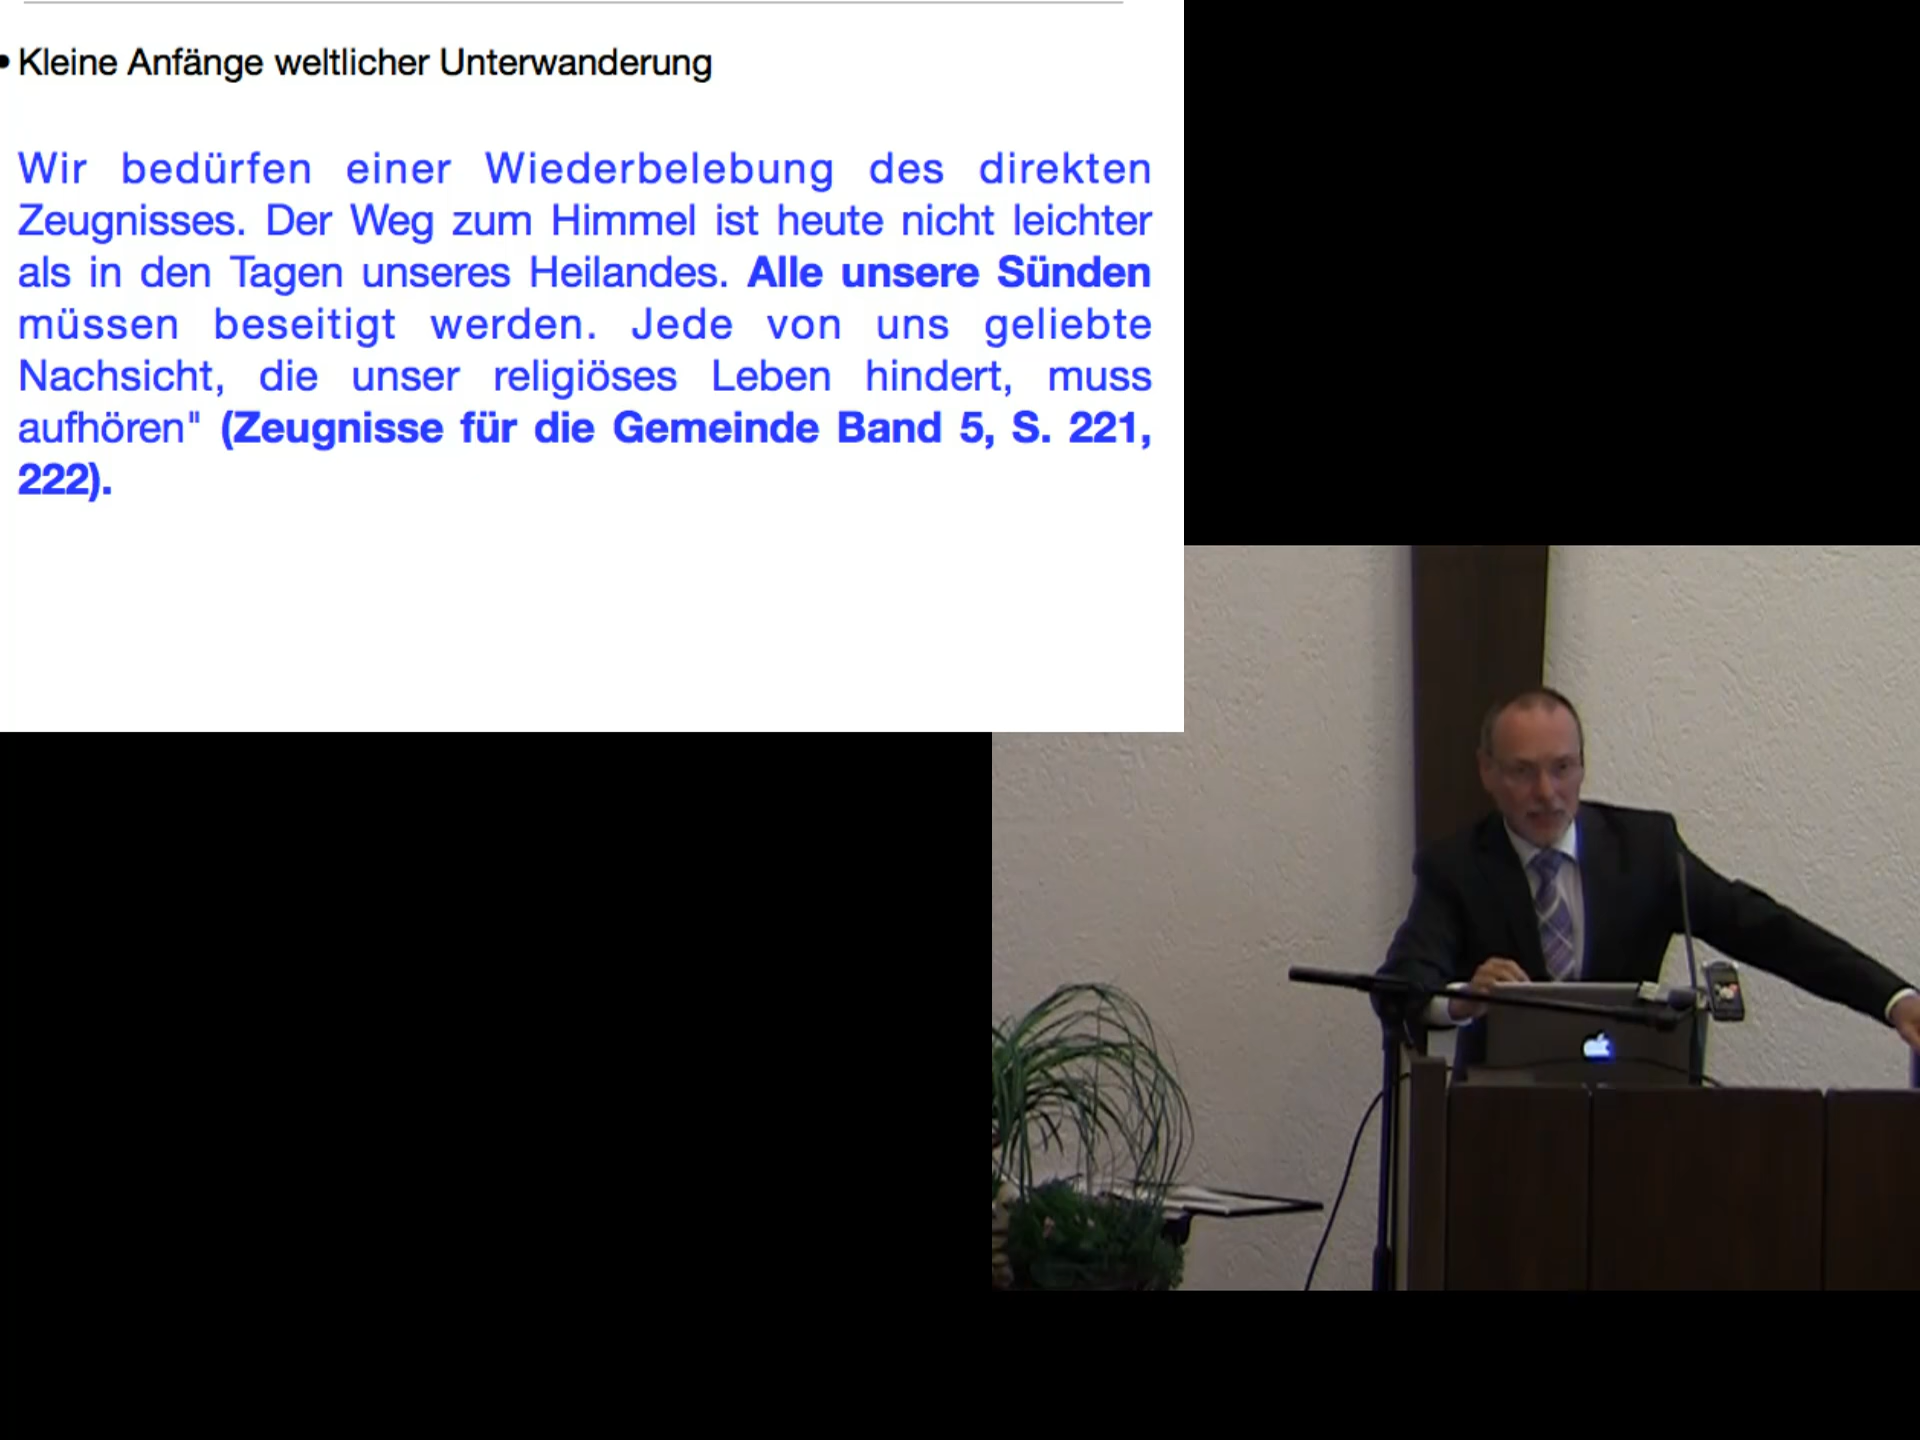 • Kleine Anfänge weltlicher Unterwanderung
Wir bedürfen einer Wiederbelebung des direkten
Zeugnisses. Der Weg zum Himmel ist heute nicht leichter
als in den Tagen unseres Heilandes. Alle unsere Sünden
müssen beseitigt werden. Jede von uns geliebte
Nachsicht, die unser religiöses Leben hindert, muss
aufhören" (Zeugnisse für die Gemeinde Band 5, S. 221,
222).